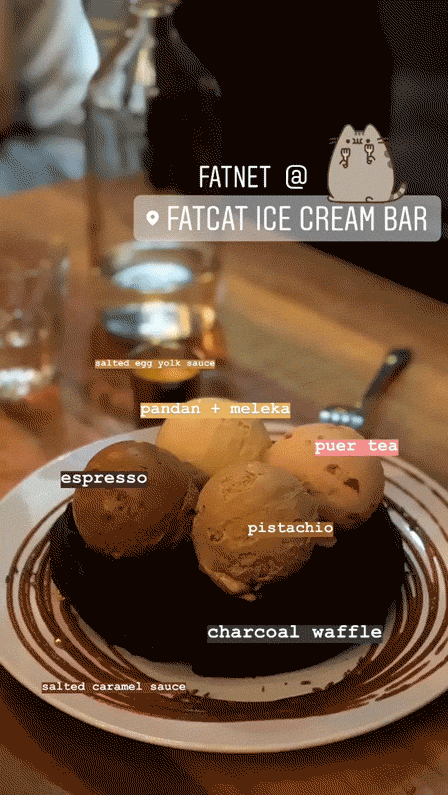 FATNET @
FATCAT ICE CREAM BAR
salted egg yolk sauce
pandan + meleka
puer tea
espresso
pistachio
charcoal waffle
salted caramel sauce